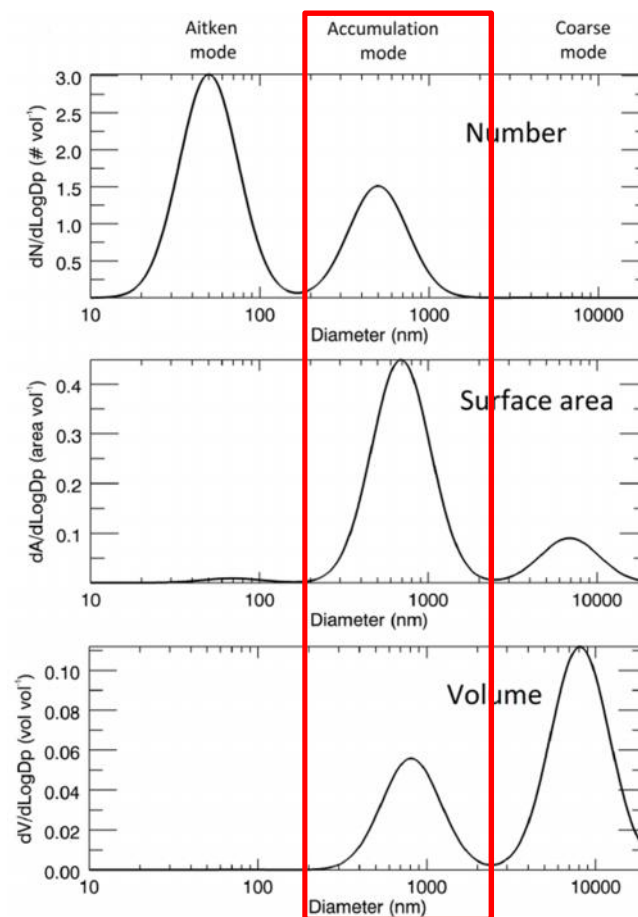 Aitken Accumulation Coarse
mode mode mode
dN/dLogDp (# vol⁻¹)
3.0
2.5
2.0
1.5
1.0
0.5
Number
10 100 1000 10000
Diameter (nm)
dA/dLogDp (area vol⁻¹)
0.4
0.3
0.2
0.1
Surface area
10 100 1000 10000
Diameter (nm)
dV/dLogDp (vol vol⁻¹)
0.10
0.08
0.06
0.04
0.02
0.00
Volume
10 100 1000 10000
Diameter (nm)